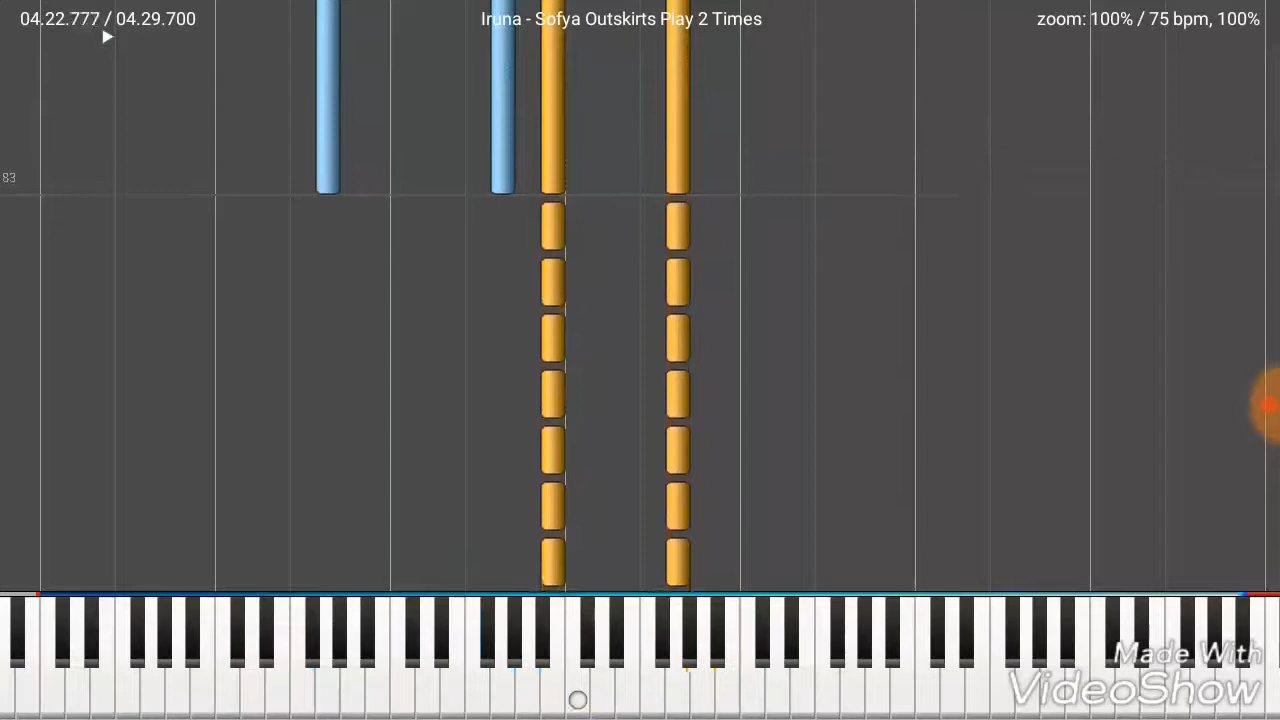 04.22.777 / 04.29.700
Iruna - Sofya Outskirts Play 2 Times
zoom: 100% / 75 bpm, 100%
83
Made With
VideoShow